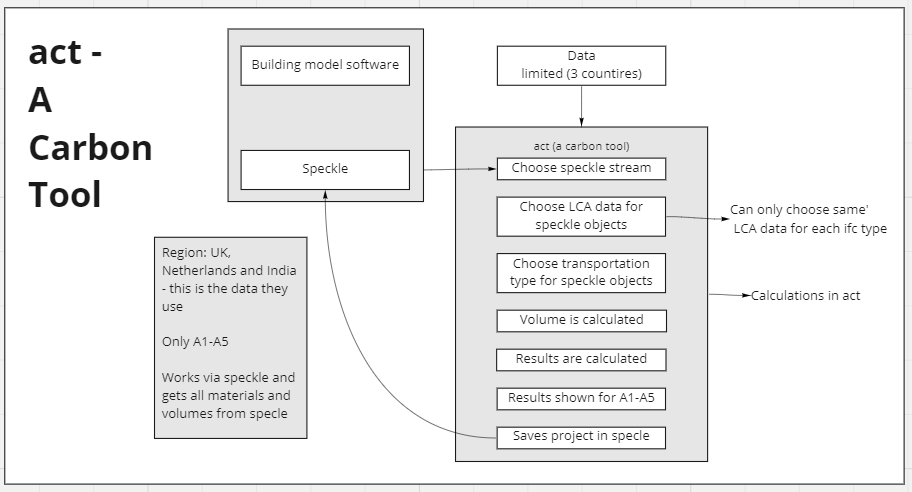 act -
A
Carbon
Tool
Building model software
Speckle
Region: UK,
Netherlands and India
- this is the data they
use
Only A1-A5
Works via speckle and
gets all materials and
volumes from specle
Data
limited (3 countires)
act (a carbon tool)
Choose speckle stream
Choose LCA data for
speckle objects
Choose transportation
type for speckle objects
Volume is calculated
Results are calculated
Results shown for A1-A5
Saves project in specle
Can only choose same'
LCA data for each ifc type
Calculations in act